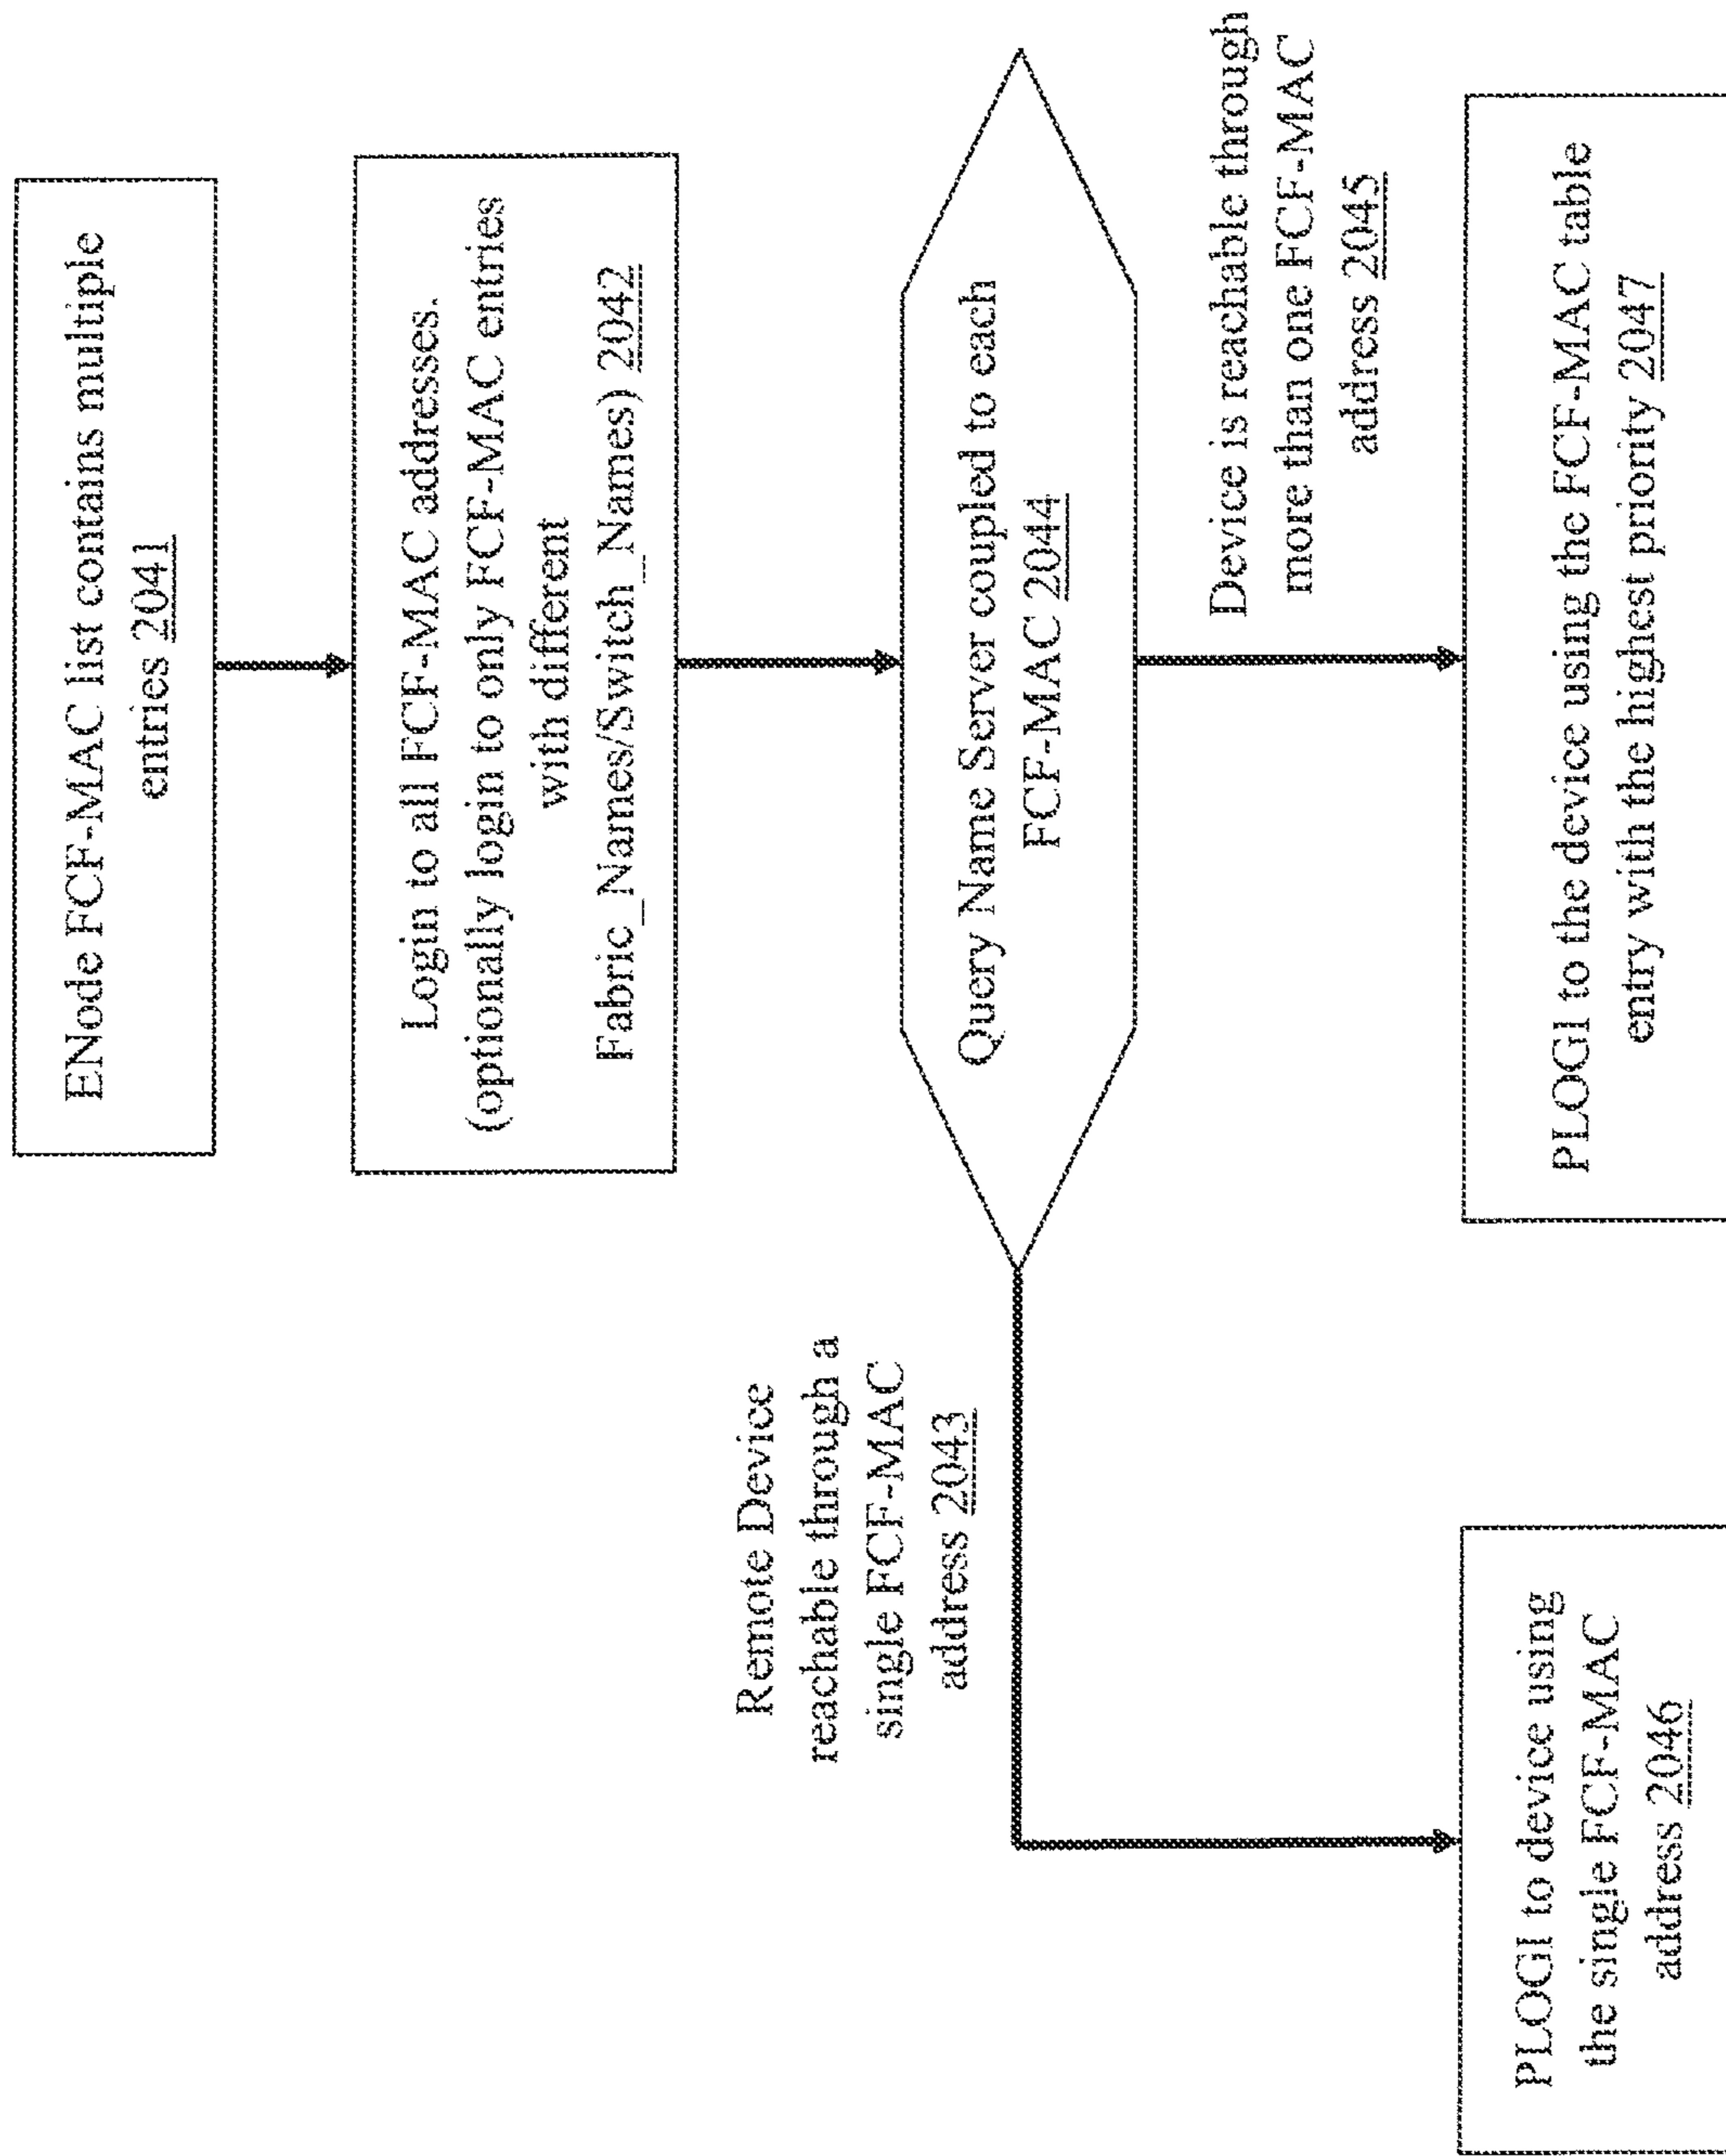 ENode FCF-MAC list contains multiple
entries 2041
Login to all FCF-MAC addresses.
(optionally login to only FCF-MAC entries
with different
Fabric_Names/Switch_Names) 2042
Query Name Server coupled to each
FCF-MAC 2044
Remote Device
reachable through a
single FCF-MAC
address 2043
Device is reachable through
more than one FCF-MAC
address 2045
PLOGI to device using
the single FCF-MAC
address 2046
PLOGI to the device using the FCF-MAC table
entry with the highest priority 2047